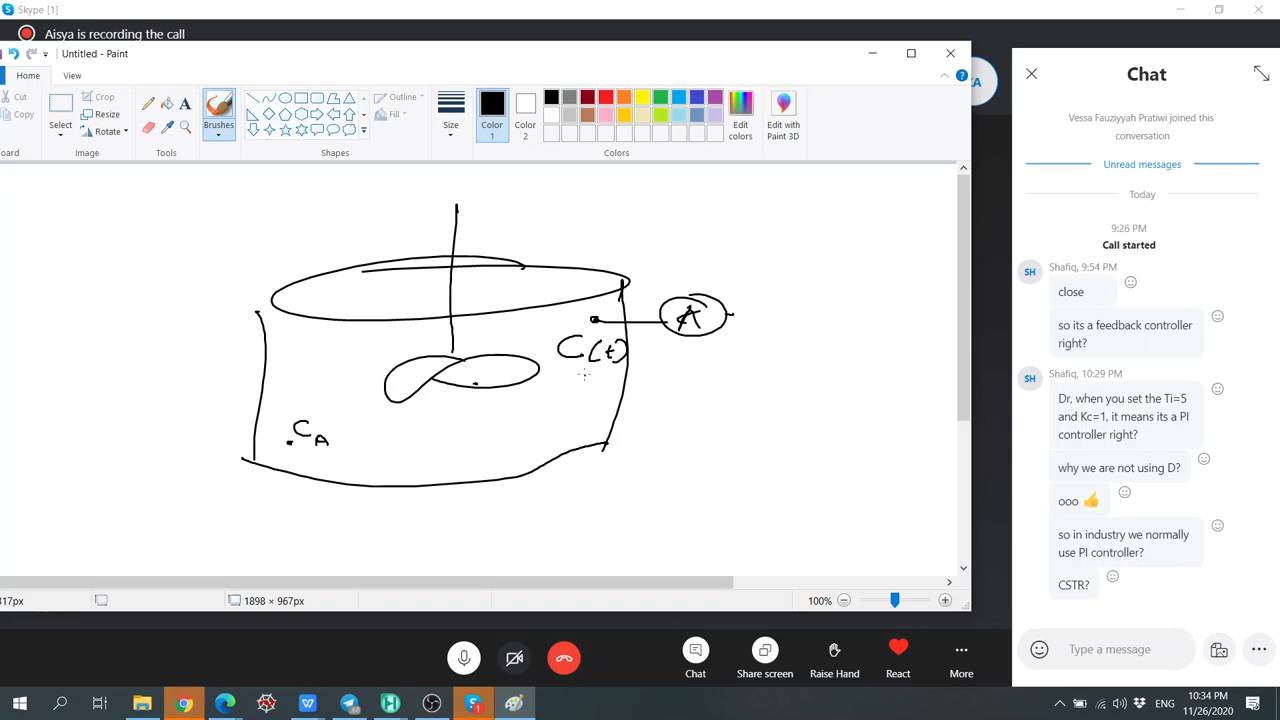 Skype [1]
Aisya is recording the call
Untitled - Paint
Home
View
Cut
Copy
oard
Select
Crop
Resize
Rotate
Image
A
Tools
Brushes
Outline
Fill
Shapes
Size
Color
1
Color
2
Edit
colors
Edit with
Paint 3D
Colors
A
C(t)
CA
317px
1898 × 967px
100%
Chat
Vessa Fauziyyah Pratiwi joined this
conversation
Unread messages
Today
9:26 PM
Call started
SH
Shafiq, 9:54 PM
close
so its a feedback controller
right?
SH
Shafiq, 10:29 PM
Dr, when you set the Ti=5
and Kc=1, it means its a PI
controller right?
why we are not using D?
ooo 👍
so in industry we normally
use PI controller?
CSTR?
Type a message
Chat
Share screen
Raise Hand
React
More
ENG
10:34 PM
11/26/2020